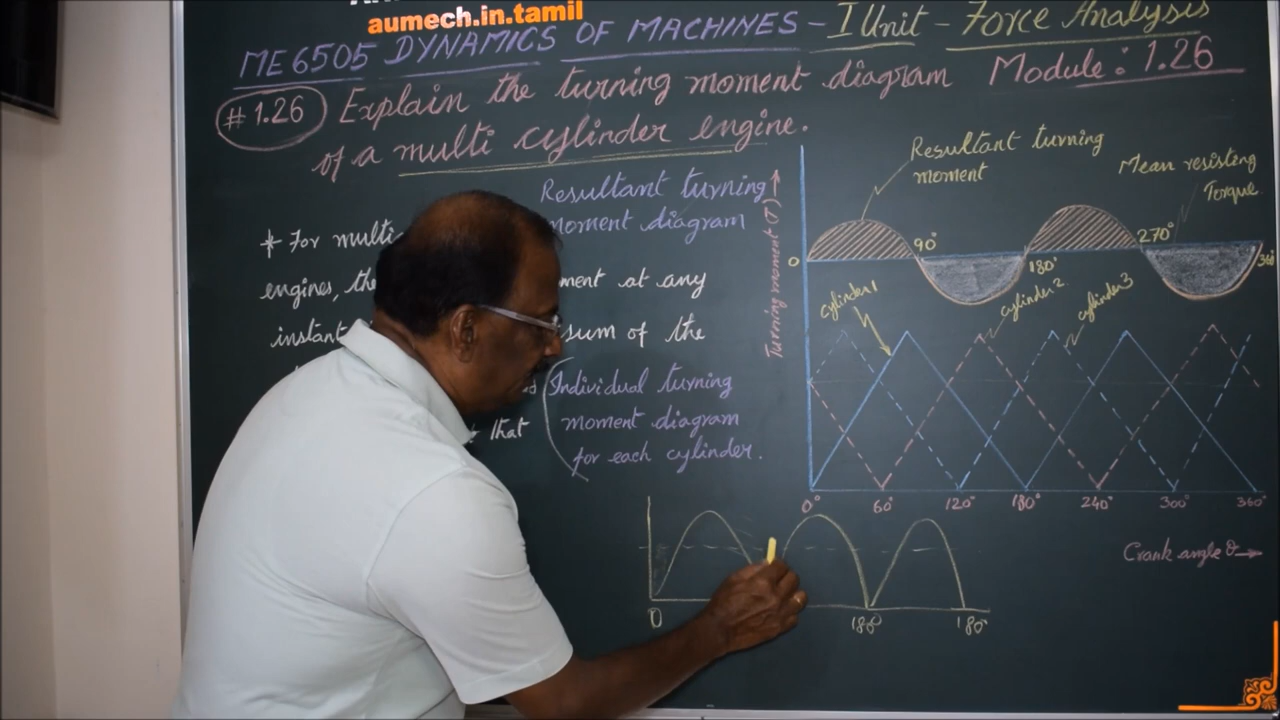 aumech.in.tamil
ME6505 DYNAMICS OF MACHINES - I Unit - Force Analysis
#1.26 Explain the turning moment diagram Module: 1.26
of a multi cylinder engine.
Resultant turning
moment diagram
* For multi
engines, the
ment at any
instant
sum of the
that
Individual turning
moment diagram
for each cylinder.
Resultant turning
moment
Mean resisting
Torque
Turning moment (T) →
0
90°
180°
270°
36
cylinder 1
cylinder 2
cylinder 3
0° 60° 120° 180° 240° 300° 360°
Crank angle θ →
0 180° 180°